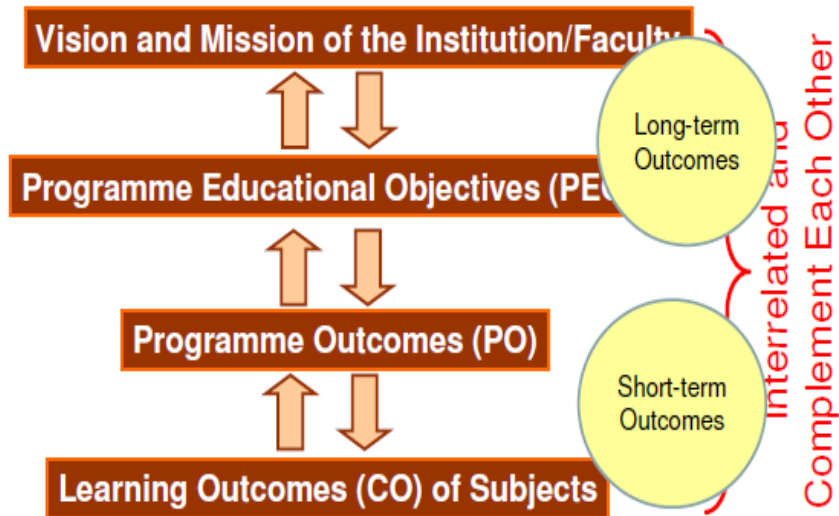 Vision and Mission of the Institution/Faculty
Long-term
Outcomes
Programme Educational Objectives (PEO
Programme Outcomes (PO)
Short-term
Outcomes
Learning Outcomes (CO) of Subjects
Interrelated and
Complement Each Other